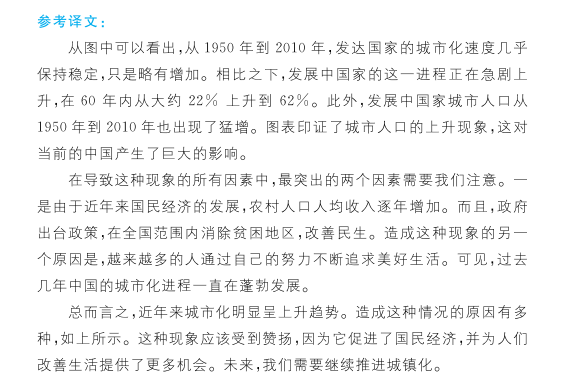 参考译文：
从图中可以看出,从 1950 年到 2010 年,发达国家的城市化速度几乎
保持稳定,只是略有增加。相比之下,发展中国家的这一进程正在急剧上
升,在 60 年内从大约 22% 上升到 62%。此外,发展中国家城市人口从
1950 年到 2010 年也出现了猛增。图表印证了城市人口的上升现象,这对
当前的中国产生了巨大的影响。
在导致这种现象的所有因素中,最突出的两个因素需要我们注意。一
是由于近年来国民经济的发展,农村人口人均收入逐年增加。而且,政府
出台政策,在全国范围内消除贫困地区,改善民生。造成这种现象的另一
个原因是,越来越多的人通过自己的努力不断追求美好生活。可见,过去
几年中国的城市化进程一直在蓬勃发展。
总而言之,近年来城市化明显呈上升趋势。造成这种情况的原因有多
种,如上所示。这种现象应该受到赞扬,因为它促进了国民经济,并为人们
改善生活提供了更多机会。未来,我们需要继续推进城镇化。